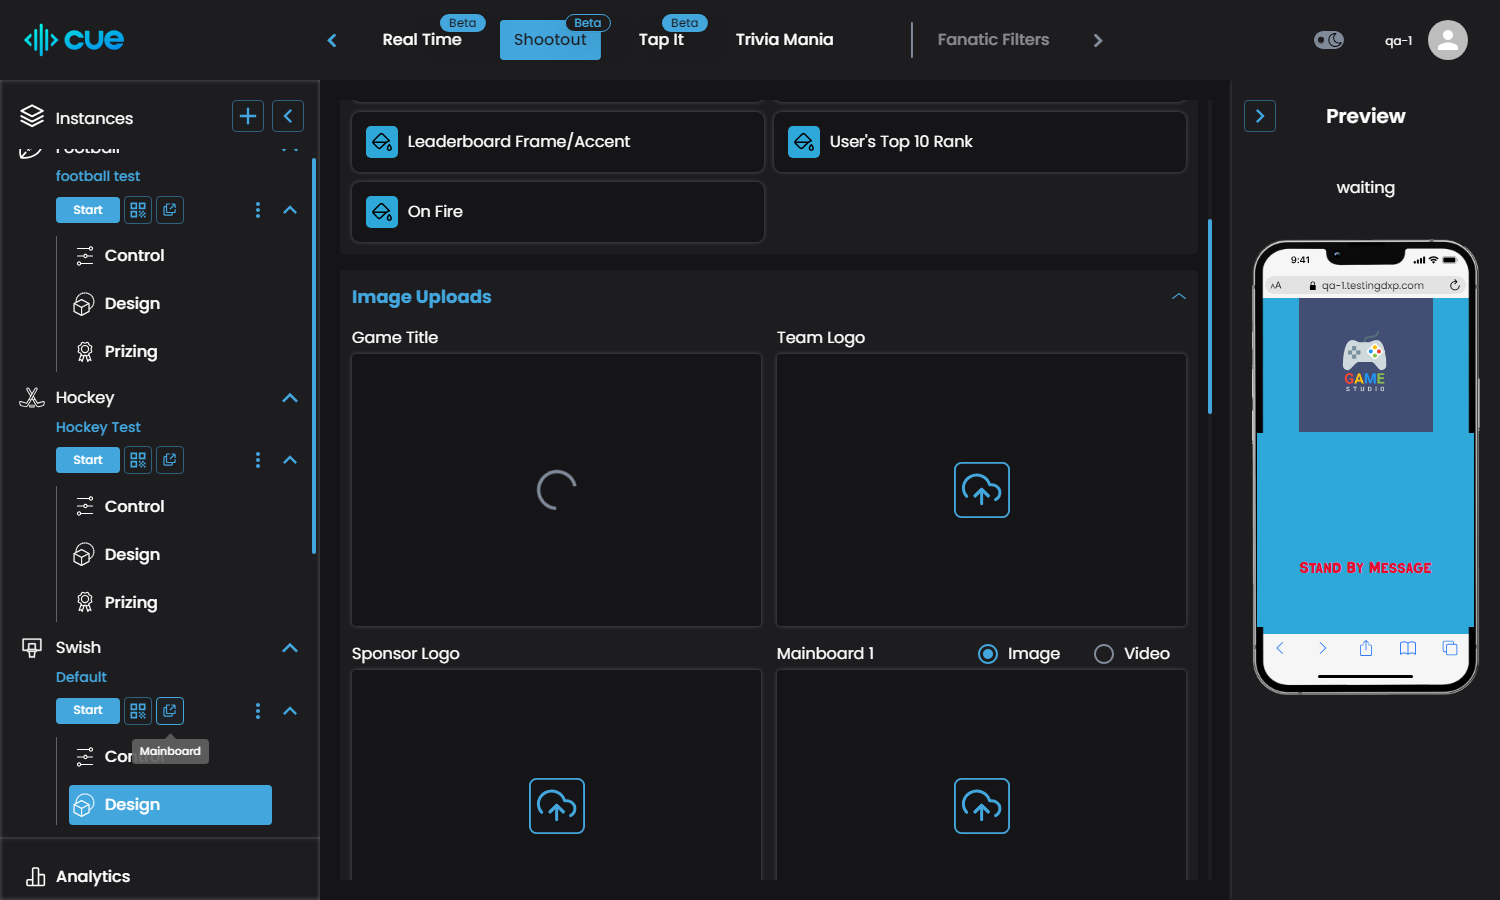 cue
Real Time
Beta
Shootout
Beta
Tap It
Beta
Trivia Mania
Fanatic Filters
qa-1
Instances
Football
football test
Start
Control
Design
Prizing
Hockey
Hockey Test
Start
Control
Design
Prizing
Swish
Default
Start
Mainboard
Control
Design
Analytics
Leaderboard Frame/Accent
User's Top 10 Rank
On Fire
Image Uploads
Game Title
Team Logo
Sponsor Logo
Mainboard 1
Image
Video
Preview
waiting
9:41
AA
qa-1.testingdxp.com
GAME
STUDIO
Stand By Message